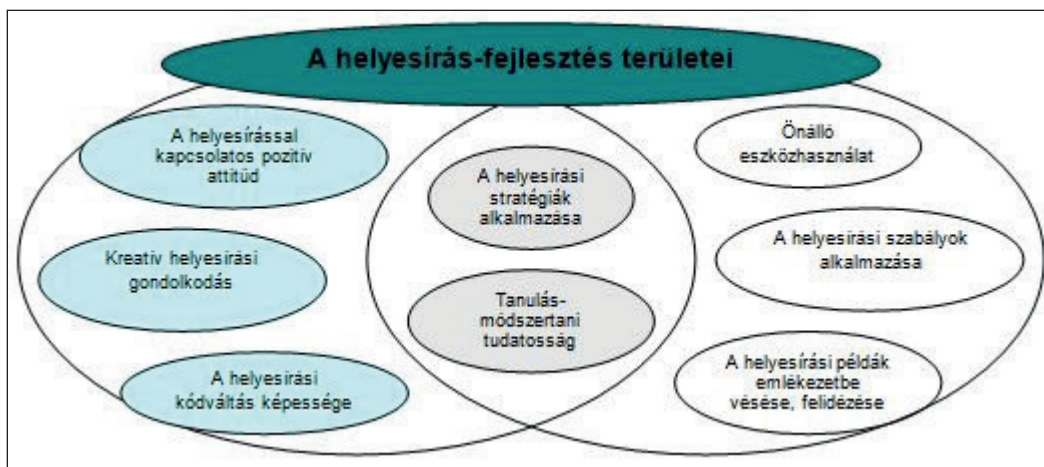 A helyesírás-fejlesztés területei
A helyesírással
kapcsolatos pozitív
attitűd
Kreatív helyesírási
gondolkodás
A helyesírási
kódváltás képessége
A helyesírási
stratégiák
alkalmazása
Tanulás-
módszertani
tudatosság
Önálló
eszközhasználat
A helyesírási szabályok
alkalmazása
A helyesírási példák
emlékezetbe
vésése, felidézése